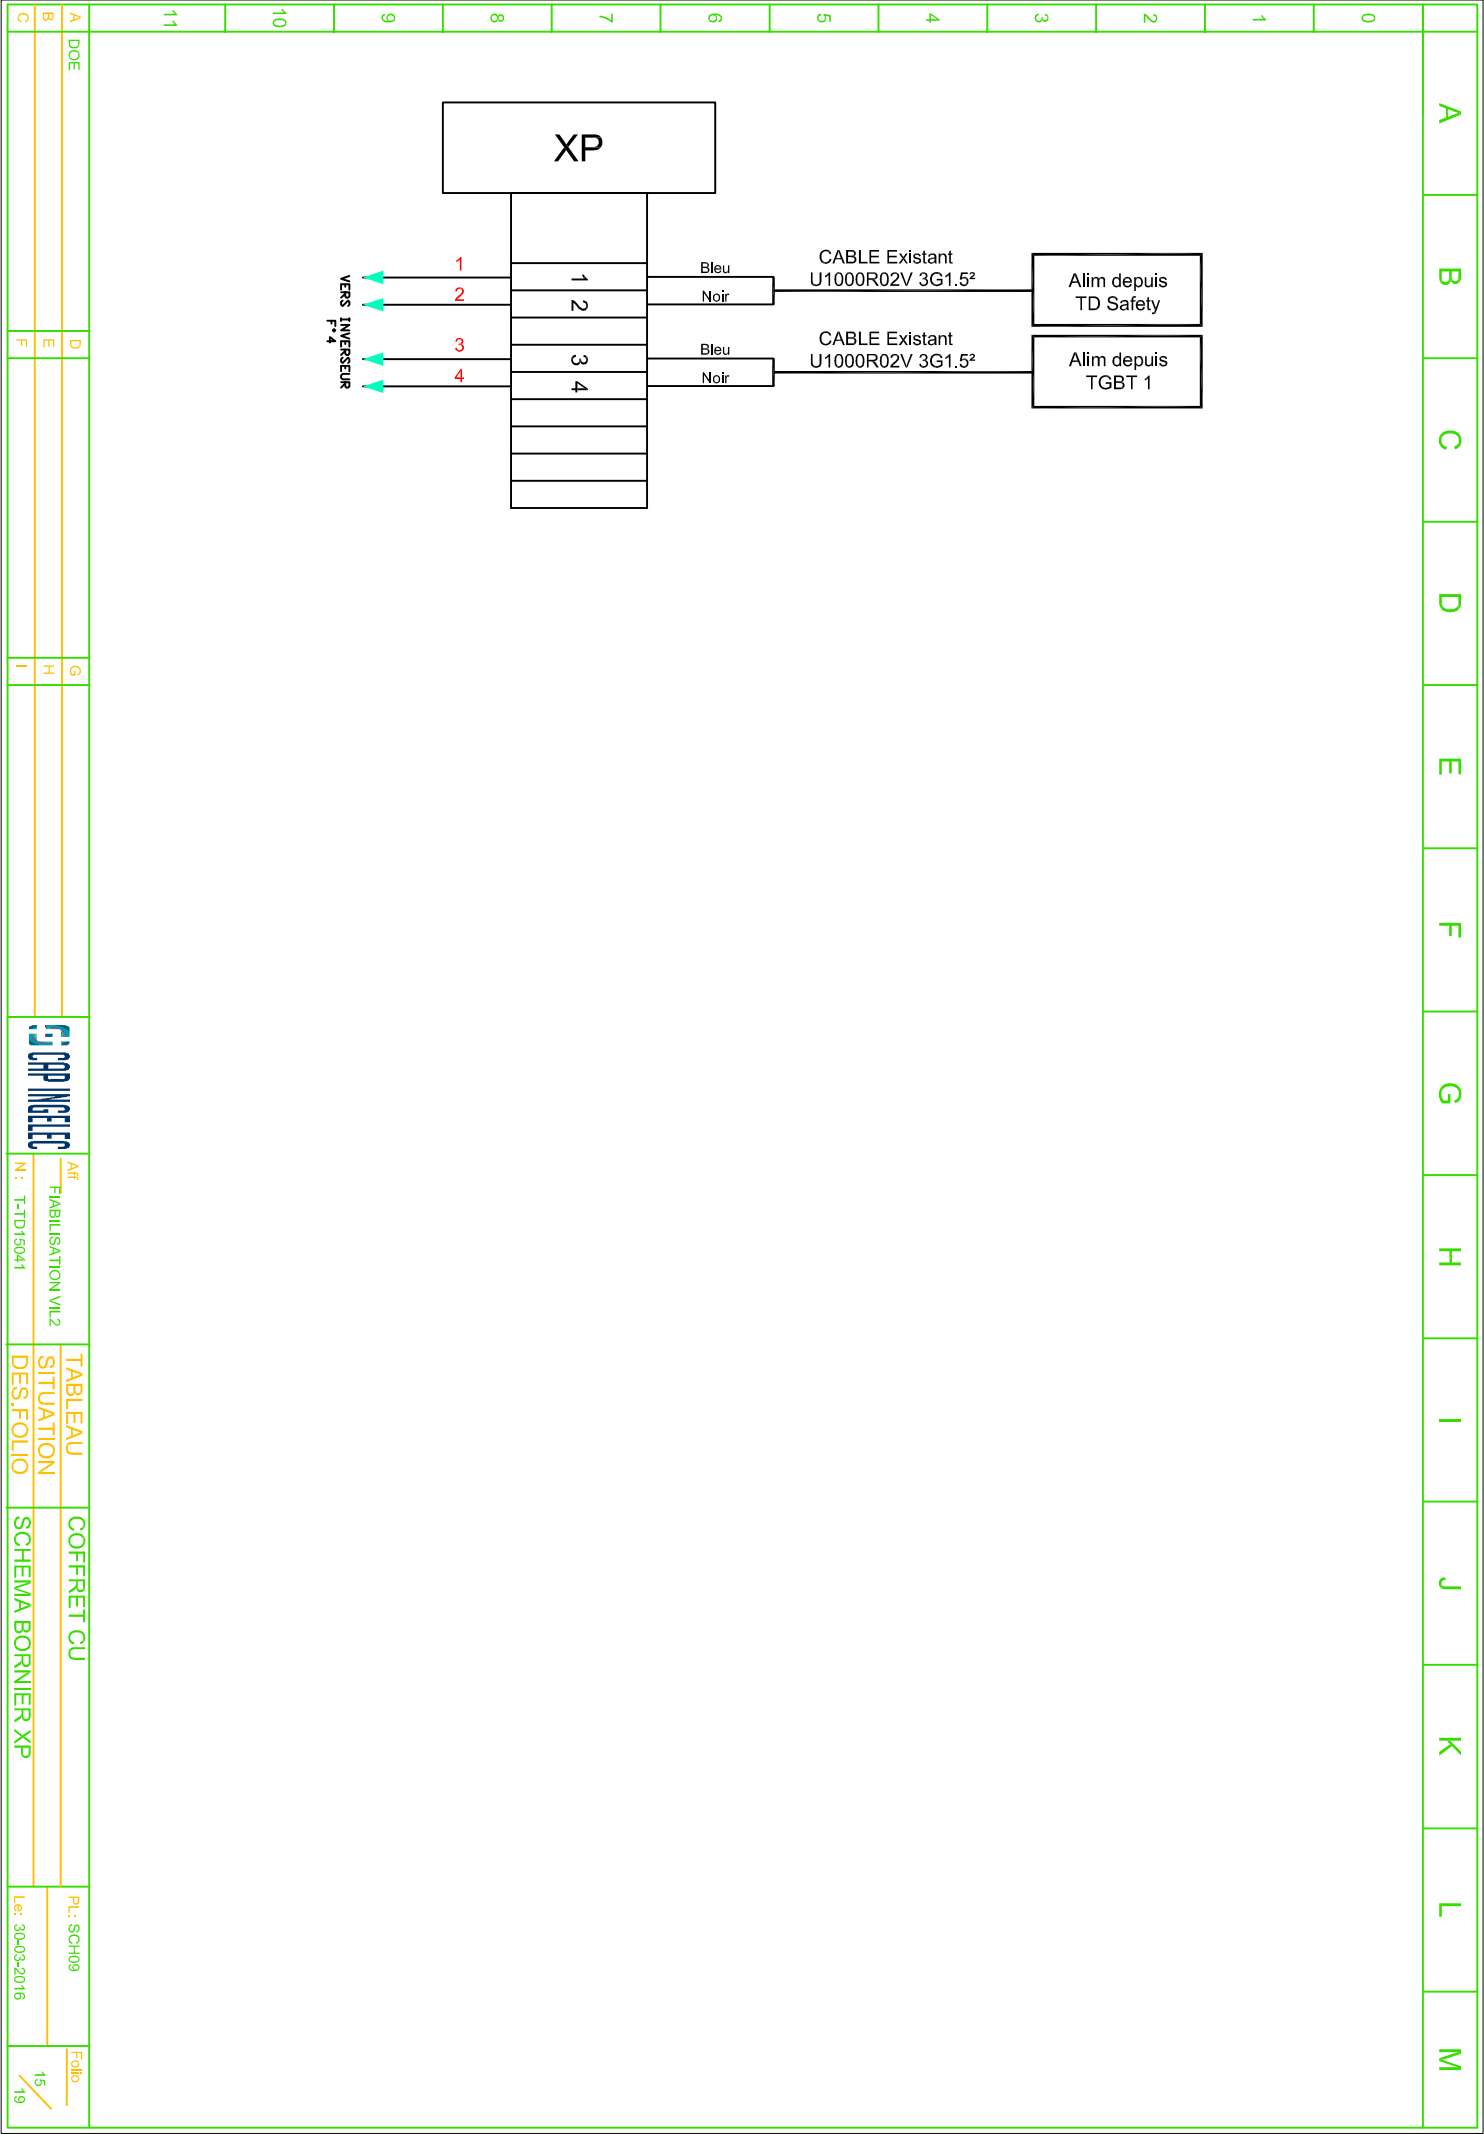 11
10
9
8
7
6
5
4
3
2
1
0
A
B
C
D
E
F
G
H
I
J
K
L
M
XP
CABLE Existant
U1000R02V 3G1.5²
Bleu
Noir
Alim depuis
TD Safety
1
2
1
2
CABLE Existant
U1000R02V 3G1.5²
Bleu
Noir
Alim depuis
TGBT 1
3
4
3
4
VERS INVERSEUR
F°4
A DOE
B
C
D
E
F
G
H
I
CAP INGELEC
Aff
FIABILISATION VIL2
N: T-TD15041
TABLEAU
SITUATION
DES.FOLIO
COFFRET CU
SCHEMA BORNIER XP
PL: SCH09
Le: 30-03-2016
Folio
15
19